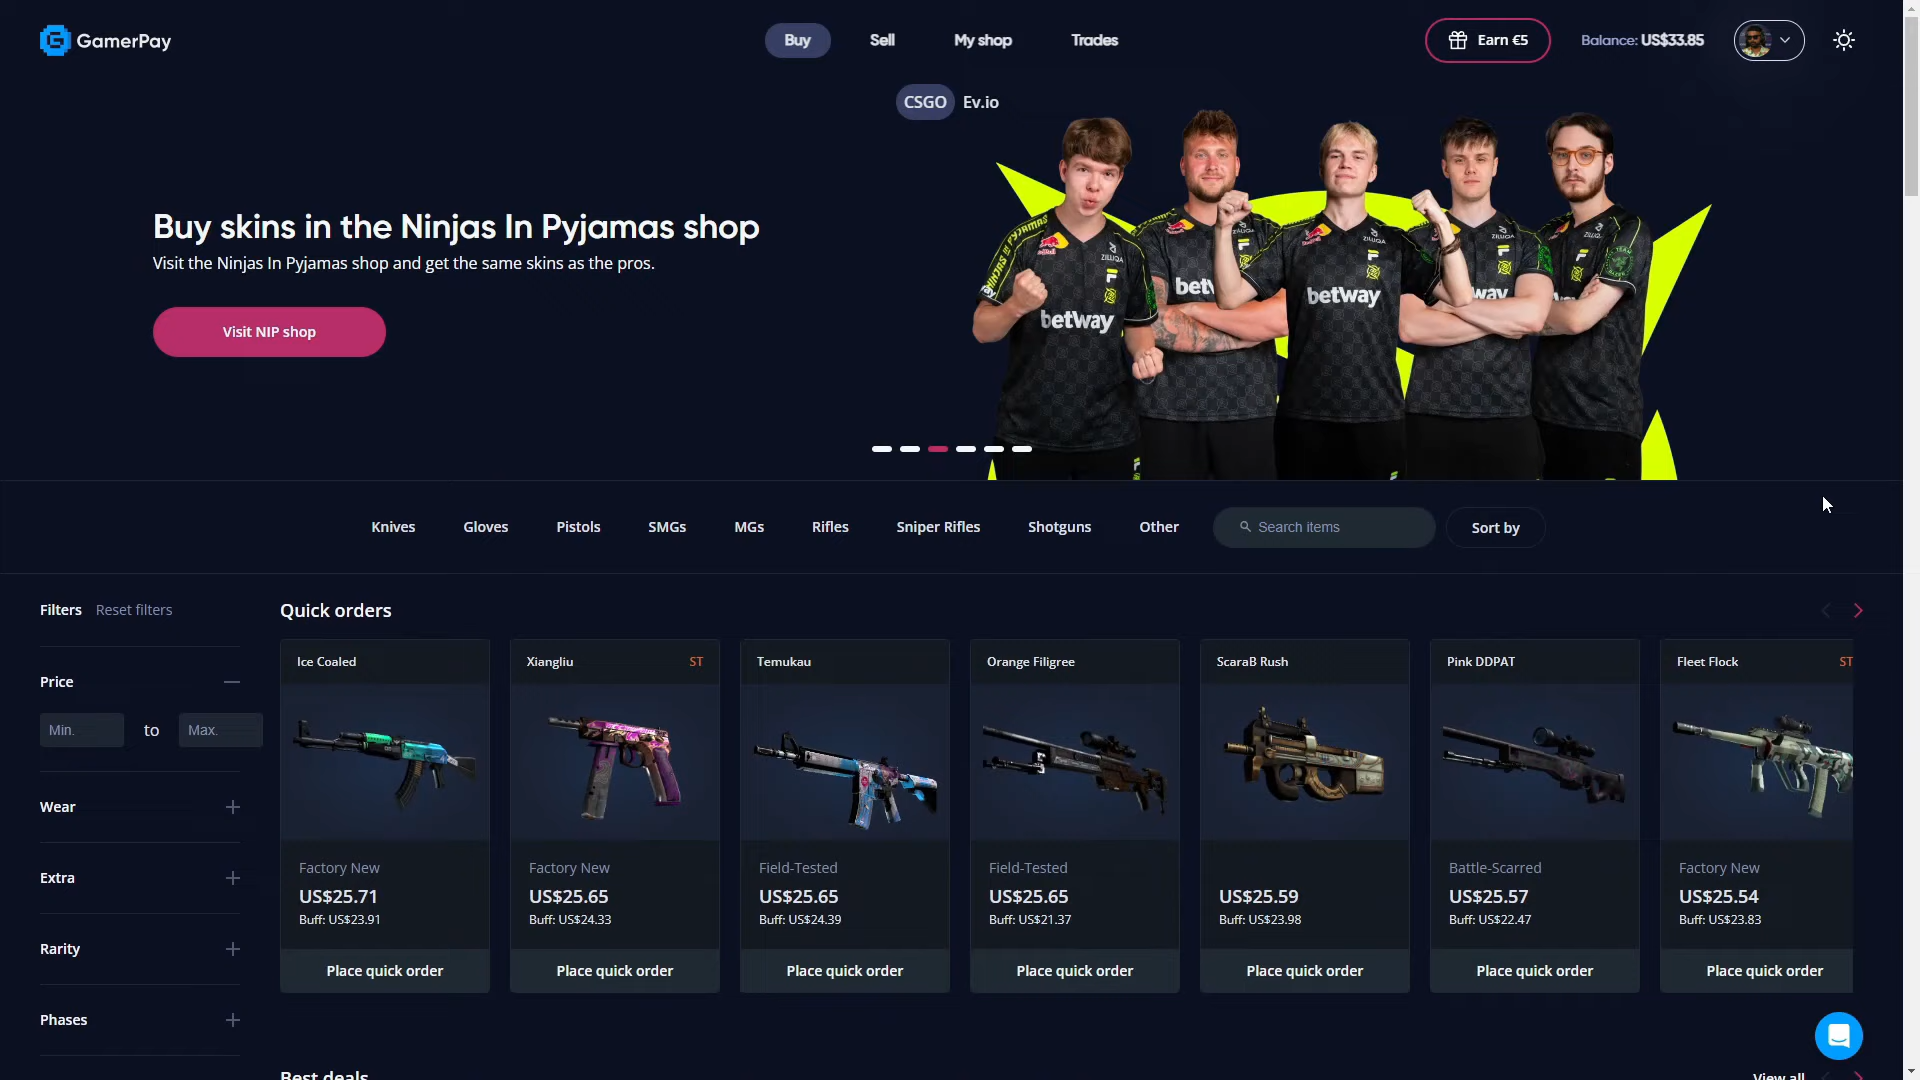 GamerPay
Buy
Sell
My shop
Trades
Earn €5
Balance: US$33.85
CSGO
Ev.io
Buy skins in the Ninjas In Pyjamas shop
Visit the Ninjas In Pyjamas shop and get the same skins as the pros.
Visit NIP shop
NINJAS IN PYJAMAS
betway
betway
betway
Knives
Gloves
Pistols
SMGs
MGs
Rifles
Sniper Rifles
Shotguns
Other
Search items
Sort by
Filters
Reset filters
Price
Min.
to
Max.
Wear
Extra
Rarity
Phases
Quick orders
Ice Coaled
Factory New
US$25.71
Buff: US$23.91
Place quick order
Xiangliu
ST
Factory New
US$25.65
Buff: US$24.33
Place quick order
Temukau
Field-Tested
US$25.65
Buff: US$24.39
Place quick order
Orange Filigree
Field-Tested
US$25.65
Buff: US$21.37
Place quick order
ScaraB Rush
US$25.59
Buff: US$23.98
Place quick order
Pink DDPAT
Battle-Scarred
US$25.57
Buff: US$22.47
Place quick order
Fleet Flock
ST
Factory New
US$25.54
Buff: US$23.83
Place quick order
Best deals
View all